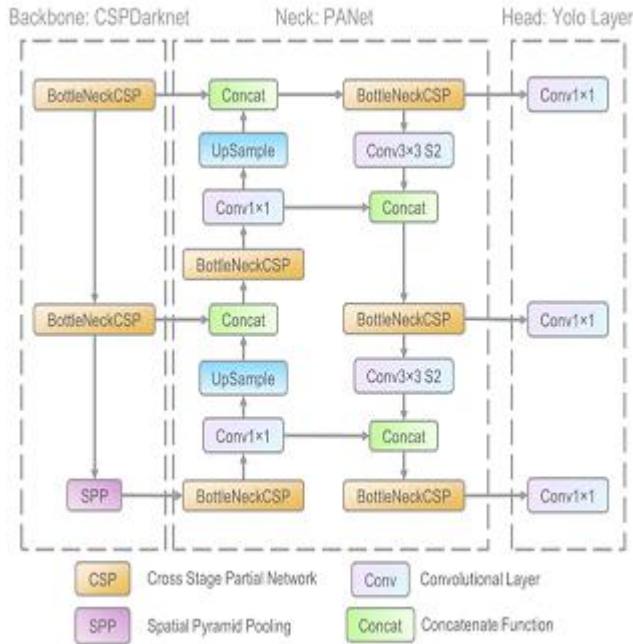 Backbone: CSPDarknet
Neck: PANet
Head: Yolo Layer
BottleNeckCSP
Concat
BottleNeckCSP
Conv1×1
UpSample
Conv3×3 S2
Conv1×1
Concat
BottleNeckCSP
BottleNeckCSP
Concat
BottleNeckCSP
Conv1×1
UpSample
Conv3×3 S2
Conv1×1
Concat
SPP
BottleNeckCSP
BottleNeckCSP
Conv1×1
CSP
Cross Stage Partial Network
Conv
Convolutional Layer
SPP
Spatial Pyramid Pooling
Concat
Concatenate Function